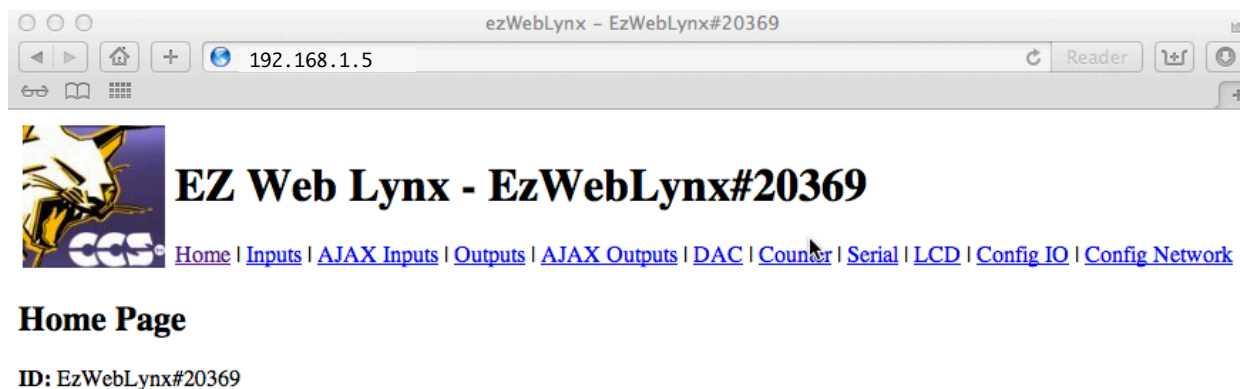 ezWebLynx – EzWebLynx#20369
192.168.1.5
Reader
EZ Web Lynx - EzWebLynx#20369
CCS
Home | Inputs | AJAX Inputs | Outputs | AJAX Outputs | DAC | Counter | Serial | LCD | Config IO | Config Network
Home Page
ID: EzWebLynx#20369